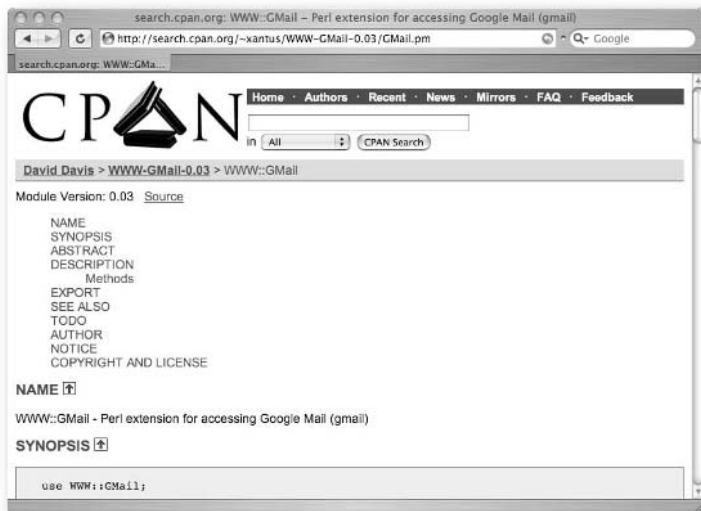 search.cpan.org: WWW::GMail – Perl extension for accessing Google Mail (gmail)
http://search.cpan.org/~xantus/WWW-GMail-0.03/GMail.pm
Google
search.cpan.org: WWW::GMa...
CPAN
Home · Authors · Recent · News · Mirrors · FAQ · Feedback
in All CPAN Search
David Davis > WWW-GMail-0.03 > WWW::GMail
Module Version: 0.03 Source
NAME
SYNOPSIS
ABSTRACT
DESCRIPTION
Methods
EXPORT
SEE ALSO
TODO
AUTHOR
NOTICE
COPYRIGHT AND LICENSE
NAME
WWW::GMail - Perl extension for accessing Google Mail (gmail)
SYNOPSIS
use WWW::GMail;